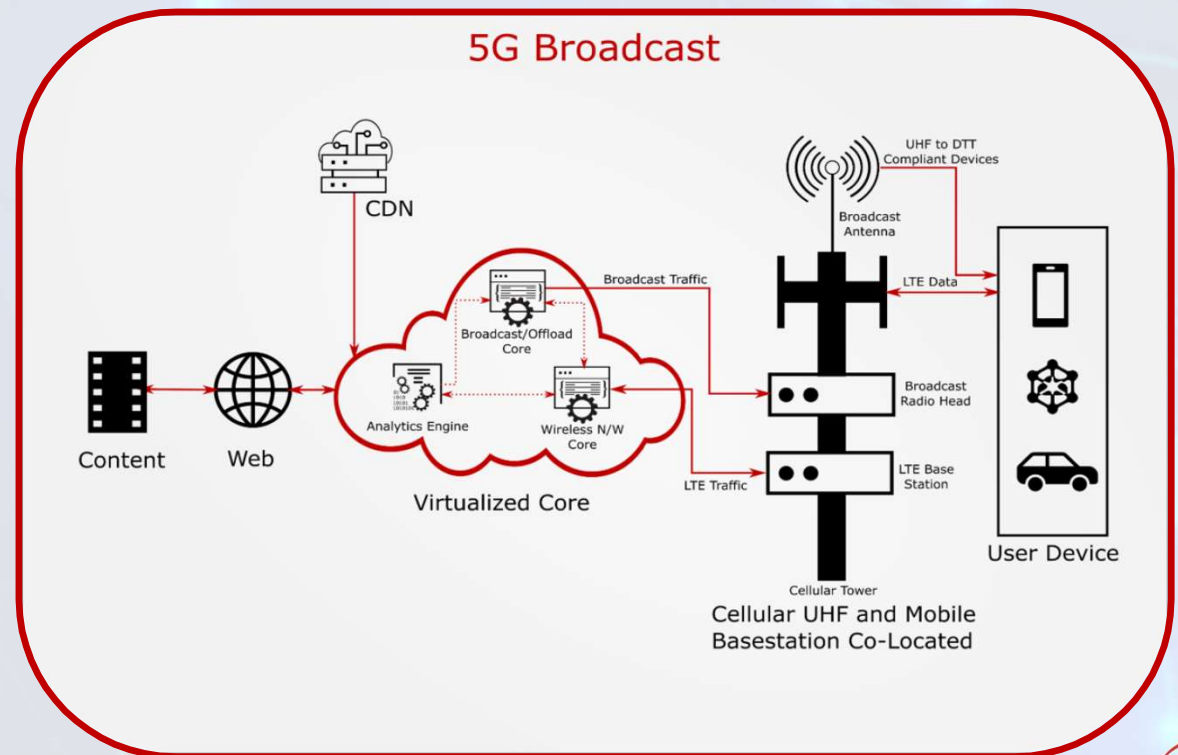 5G Broadcast
CDN
UHF to DTT
Compliant Devices
Broadcast
Antenna
Broadcast Traffic
LTE Data
Broadcast/Offload
Core
Analytics Engine
Wireless N/W
Core
Broadcast
Radio Head
Content
Web
LTE Traffic
LTE Base
Station
Virtualized Core
User Device
Cellular Tower
Cellular UHF and Mobile
Basestation Co-Located